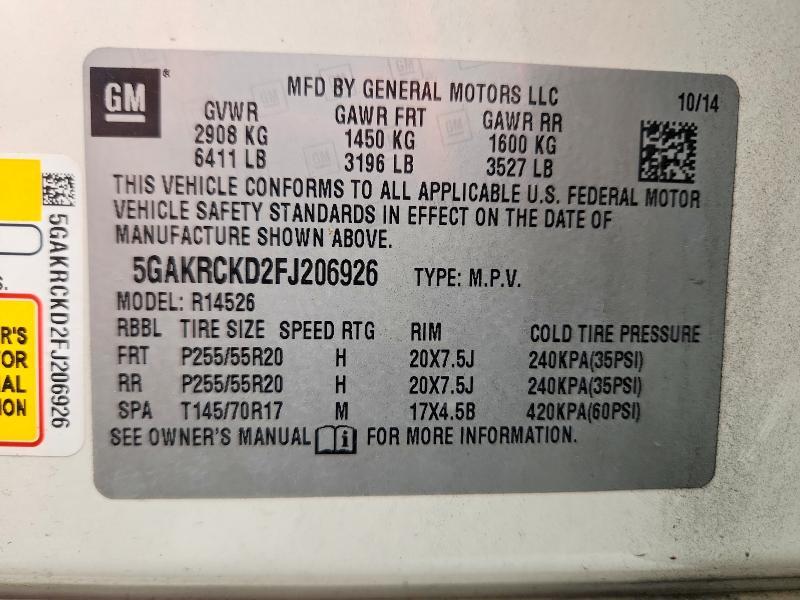 GM
MFD BY GENERAL MOTORS LLC
10/14
GVWR GAWR FRT GAWR RR
2908 KG 1450 KG 1600 KG
6411 LB 3196 LB 3527 LB
THIS VEHICLE CONFORMS TO ALL APPLICABLE U.S. FEDERAL MOTOR
VEHICLE SAFETY STANDARDS IN EFFECT ON THE DATE OF
MANUFACTURE SHOWN ABOVE.
5GAKRCKD2FJ206926 TYPE: M.P.V.
MODEL: R14526
RBBL TIRE SIZE SPEED RTG RIM COLD TIRE PRESSURE
FRT P255/55R20 H 20X7.5J 240KPA(35PSI)
RR P255/55R20 H 20X7.5J 240KPA(35PSI)
SPA T145/70R17 M 17X4.5B 420KPA(60PSI)
SEE OWNER'S MANUAL FOR MORE INFORMATION.
5GAKRCKD2FJ206926
S.
R'S
OR
AL
ION